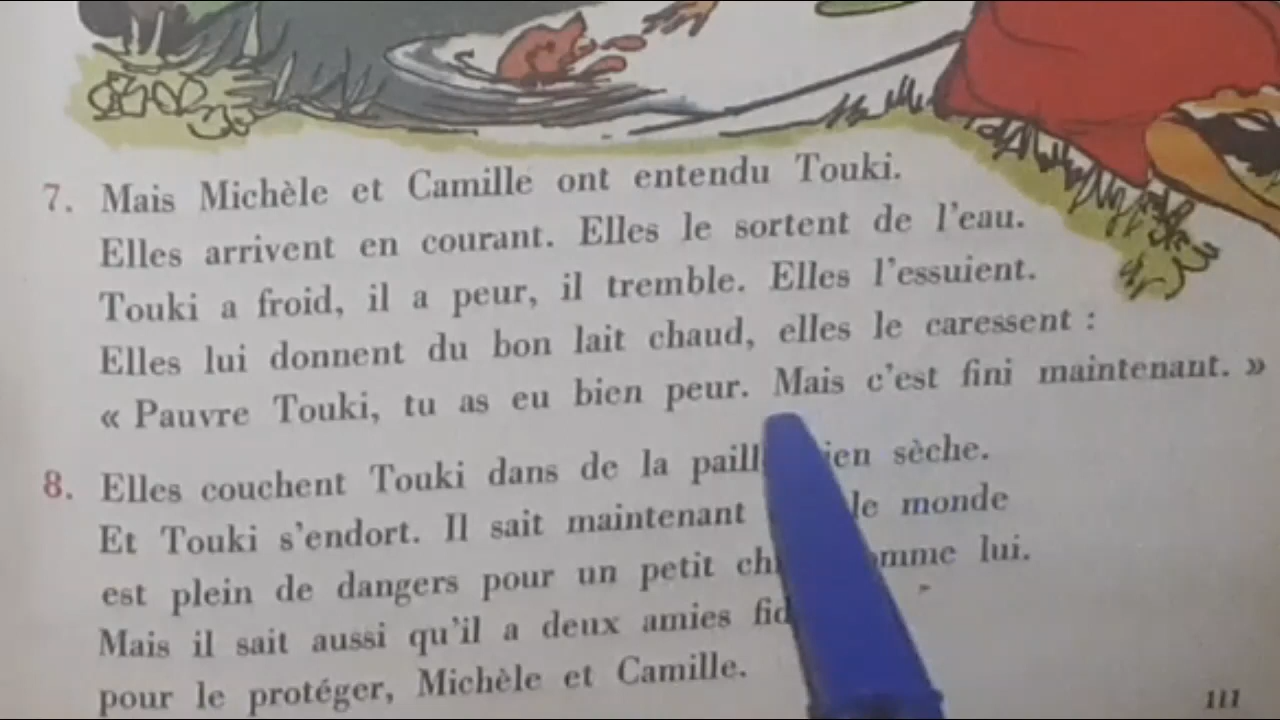 7. Mais Michèle et Camille ont entendu Touki.
Elles arrivent en courant. Elles le sortent de l'eau.
Touki a froid, il a peur, il tremble. Elles l'essuient.
Elles lui donnent du bon lait chaud, elles le caressent :
« Pauvre Touki, tu as eu bien peur. Mais c'est fini maintenant. »
8. Elles couchent Touki dans de la sèche.
Et Touki s'endort. Il sait maintenant le monde
est plein de dangers pour un petit lui.
Mais il sait aussi qu'il a deux amies
pour le protéger, Michèle et Camille.
111